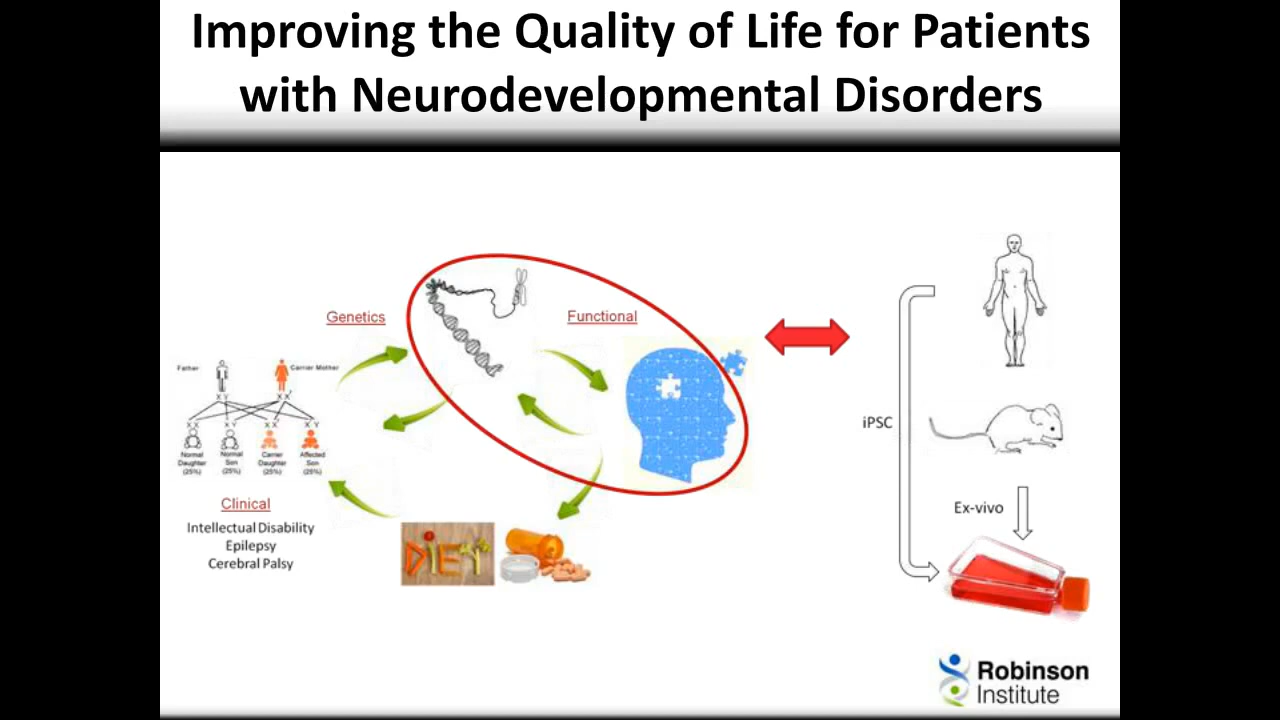 Improving the Quality of Life for Patients
with Neurodevelopmental Disorders
Genetics
Functional
Father
Carrier Mother
X Y
X X'
X X
X Y
X X
X Y
Normal
Daughter
(25%)
Normal
Son
(25%)
Carrier
Daughter
(25%)
Affected
Son
(25%)
Clinical
Intellectual Disability
Epilepsy
Cerebral Palsy
DiET
iPSC
Ex-vivo
Robinson
Institute